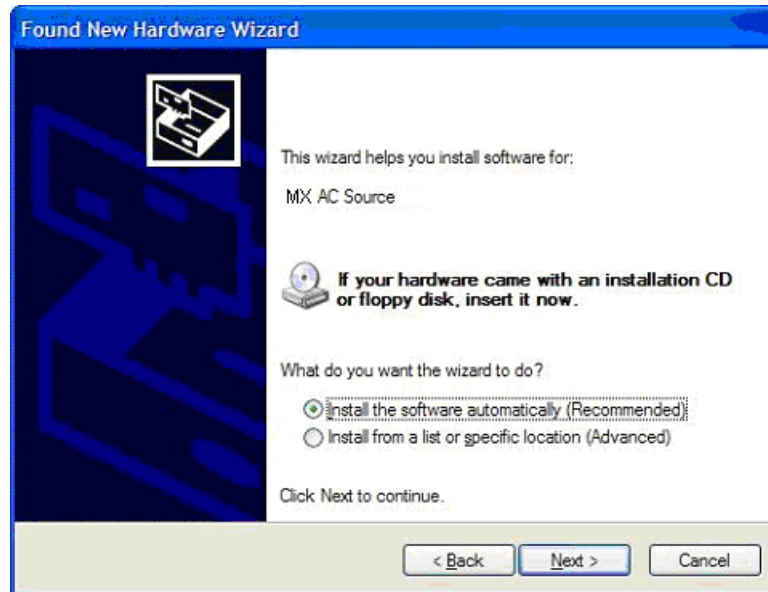 Found New Hardware Wizard
This wizard helps you install software for:
MX AC Source
If your hardware came with an installation CD
or floppy disk, insert it now.
What do you want the wizard to do?
Install the software automatically (Recommended)
Install from a list or specific location (Advanced)
Click Next to continue.
< Back
Next >
Cancel